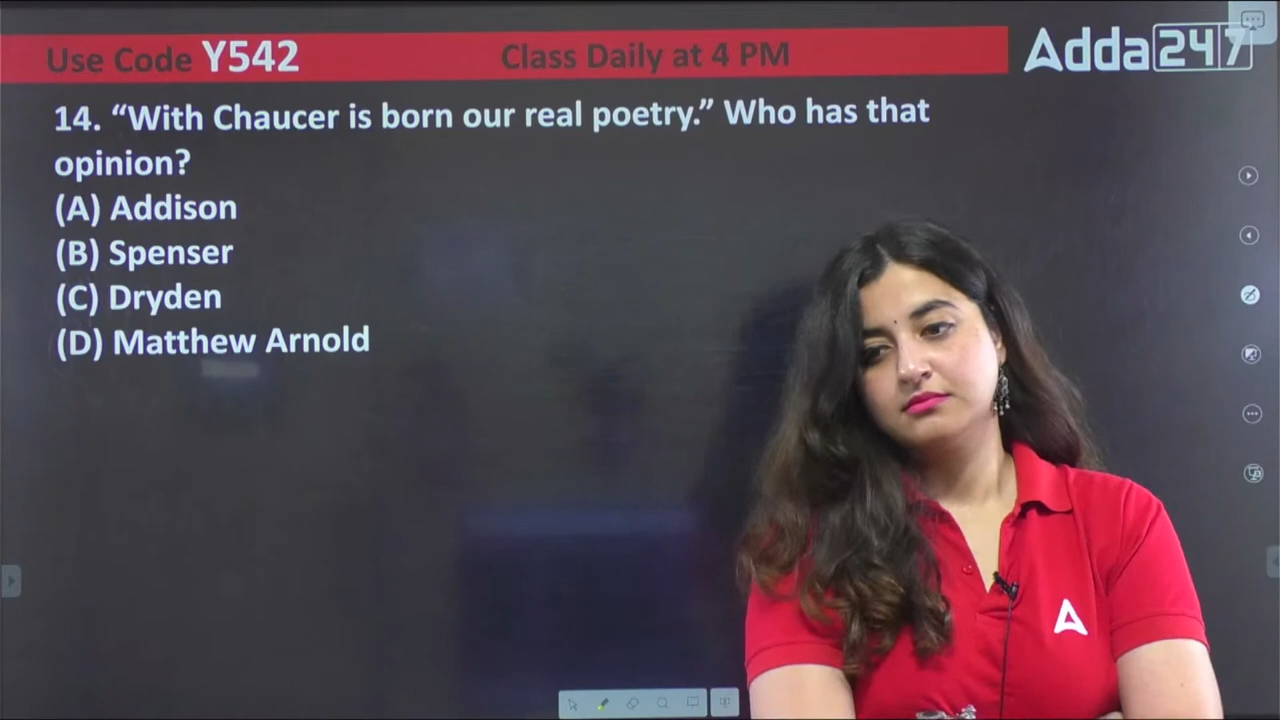 Use Code Y542 Class Daily at 4 PM Adda247
14. “With Chaucer is born our real poetry.” Who has that
opinion?
(A) Addison
(B) Spenser
(C) Dryden
(D) Matthew Arnold